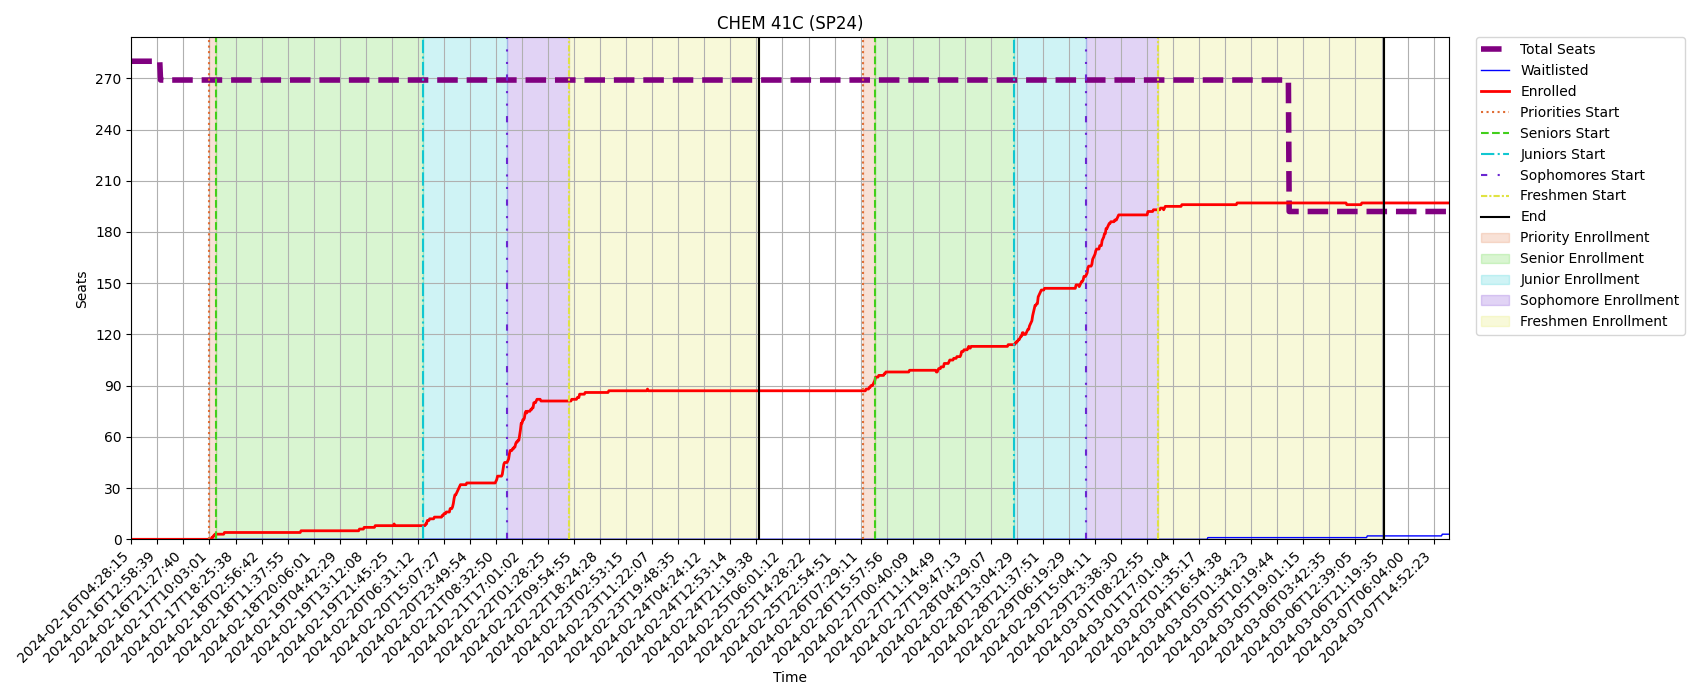 CHEM 41C (SP24)
Seats
270
240
210
180
150
120
90
60
30
0
2024-02-16T04:28:15
2024-02-16T12:58:39
2024-02-16T21:27:40
2024-02-17T10:03:01
2024-02-17T18:25:38
2024-02-18T02:56:42
2024-02-18T11:37:55
2024-02-18T20:06:01
2024-02-19T04:42:29
2024-02-19T13:12:08
2024-02-19T21:45:25
2024-02-20T06:31:12
2024-02-20T15:07:27
2024-02-20T23:49:54
2024-02-21T08:32:50
2024-02-21T17:01:02
2024-02-22T01:28:25
2024-02-22T09:54:55
2024-02-22T18:24:28
2024-02-23T02:53:15
2024-02-23T11:22:07
2024-02-23T19:48:35
2024-02-24T04:24:12
2024-02-24T12:53:14
2024-02-24T21:19:38
2024-02-25T06:01:12
2024-02-25T14:28:22
2024-02-25T22:54:51
2024-02-26T07:29:11
2024-02-26T15:57:56
2024-02-27T00:40:09
2024-02-27T11:14:49
2024-02-27T19:47:13
2024-02-28T04:29:07
2024-02-28T13:04:29
2024-02-28T21:37:51
2024-02-29T06:19:29
2024-02-29T15:04:11
2024-02-29T23:38:30
2024-03-01T08:22:55
2024-03-01T17:01:04
2024-03-02T01:35:17
2024-03-04T16:54:38
2024-03-05T01:34:23
2024-03-05T10:19:44
2024-03-05T19:01:15
2024-03-06T03:42:35
2024-03-06T12:39:05
2024-03-06T21:19:35
2024-03-07T06:04:00
2024-03-07T14:52:23
Time
Total Seats
Waitlisted
Enrolled
Priorities Start
Seniors Start
Juniors Start
Sophomores Start
Freshmen Start
End
Priority Enrollment
Senior Enrollment
Junior Enrollment
Sophomore Enrollment
Freshmen Enrollment